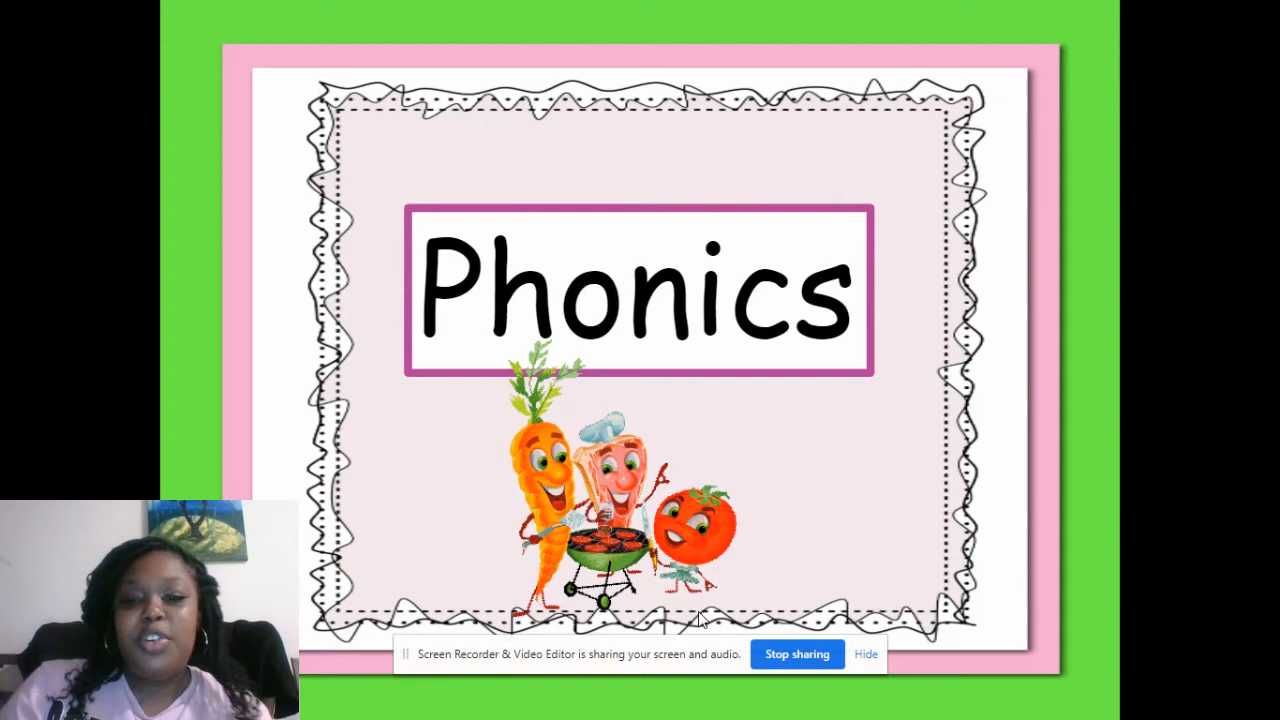 Phonics
Screen Recorder & Video Editor is sharing your screen and audio.
Stop sharing
Hide